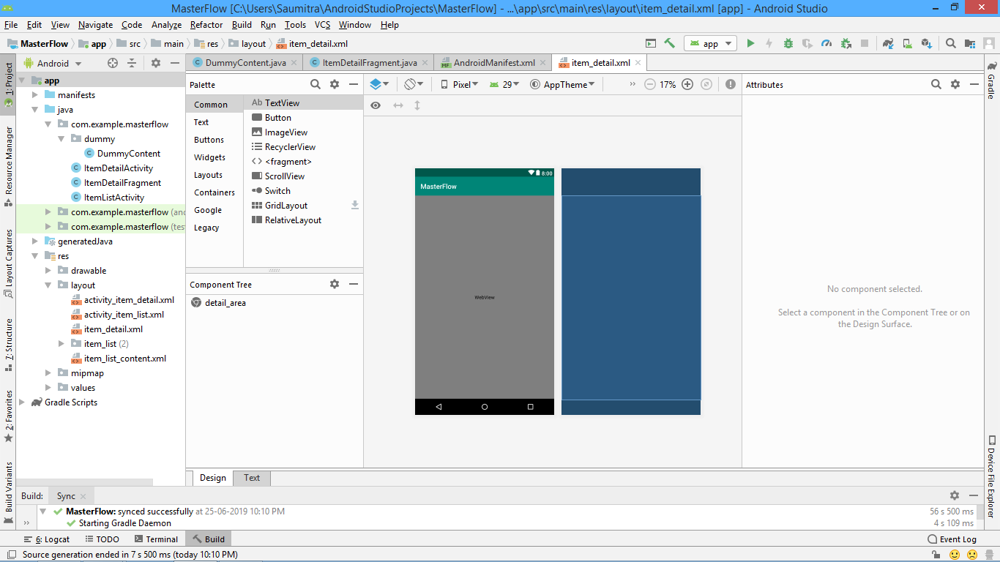 MasterFlow [C:\Users\Saumitra\AndroidStudioProjects\MasterFlow] - ...\app\src\main\res\layout\item_detail.xml [app] - Android Studio
File Edit View Navigate Code Analyze Refactor Build Run Tools VCS Window Help
MasterFlow app src main res layout item_detail.xml app
Android DummyContent.java ItemDetailFragment.java AndroidManifest.xml item_detail.xml
1: Project
Resource Manager
Layout Captures
7: Structure
2: Favorites
Build Variants
app
manifests
java
com.example.masterflow
dummy
DummyContent
ItemDetailActivity
ItemDetailFragment
ItemListActivity
com.example.masterflow (and
com.example.masterflow (tes
generatedJava
res
drawable
layout
activity_item_detail.xml
activity_item_list.xml
item_detail.xml
item_list (2)
item_list_content.xml
mipmap
values
Gradle Scripts
Palette
Common
Text
Buttons
Widgets
Layouts
Containers
Google
Legacy
Ab TextView
Button
ImageView
RecyclerView
<fragment>
ScrollView
Switch
GridLayout
RelativeLayout
Component Tree
detail_area
Pixel 29 AppTheme 17%
8:00
MasterFlow
WebView
Attributes
No component selected.
Select a component in the Component Tree or on
the Design Surface.
Gradle
Device File Explorer
Design Text
Build: Sync
MasterFlow: synced successfully at 25-06-2019 10:10 PM 56 s 500 ms
Starting Gradle Daemon 4 s 109 ms
6: Logcat TODO Terminal Build Event Log
Source generation ended in 7 s 500 ms (today 10:10 PM)